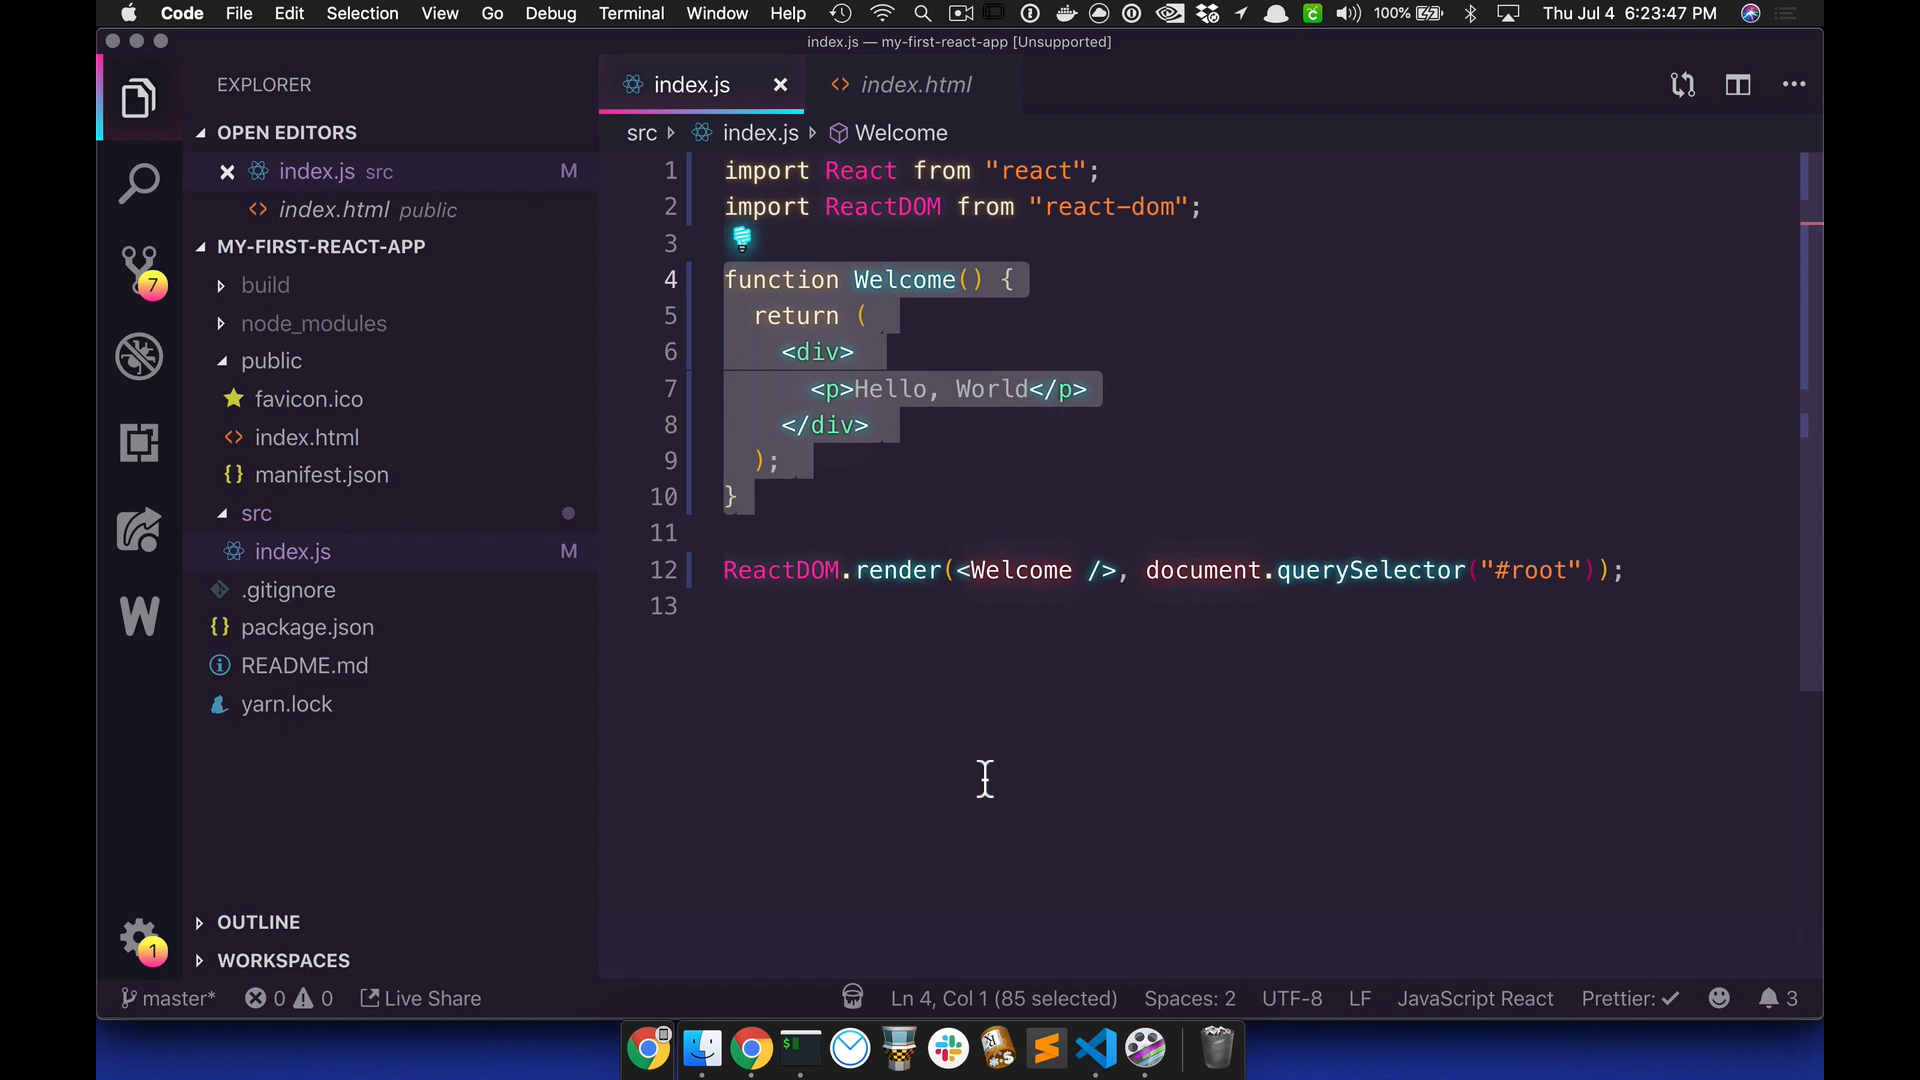 Code File Edit Selection View Go Debug Terminal Window Help 100% Thu Jul 4 6:23:47 PM
index.js — my-first-react-app [Unsupported]
EXPLORER
OPEN EDITORS
index.js src M
index.html public
MY-FIRST-REACT-APP
build
node_modules
public
favicon.ico
index.html
manifest.json
src
index.js M
.gitignore
package.json
README.md
yarn.lock
OUTLINE
WORKSPACES
7
1
index.js index.html
src index.js Welcome
1 import React from "react";
2 import ReactDOM from "react-dom";
3
4 function Welcome() {
5 return (
6 <div>
7 <p>Hello, World</p>
8 </div>
9 );
10 }
11
12 ReactDOM.render(<Welcome />, document.querySelector("#root"));
13
master* 0 0 Live Share Ln 4, Col 1 (85 selected) Spaces: 2 UTF-8 LF JavaScript React Prettier: ✓ 3